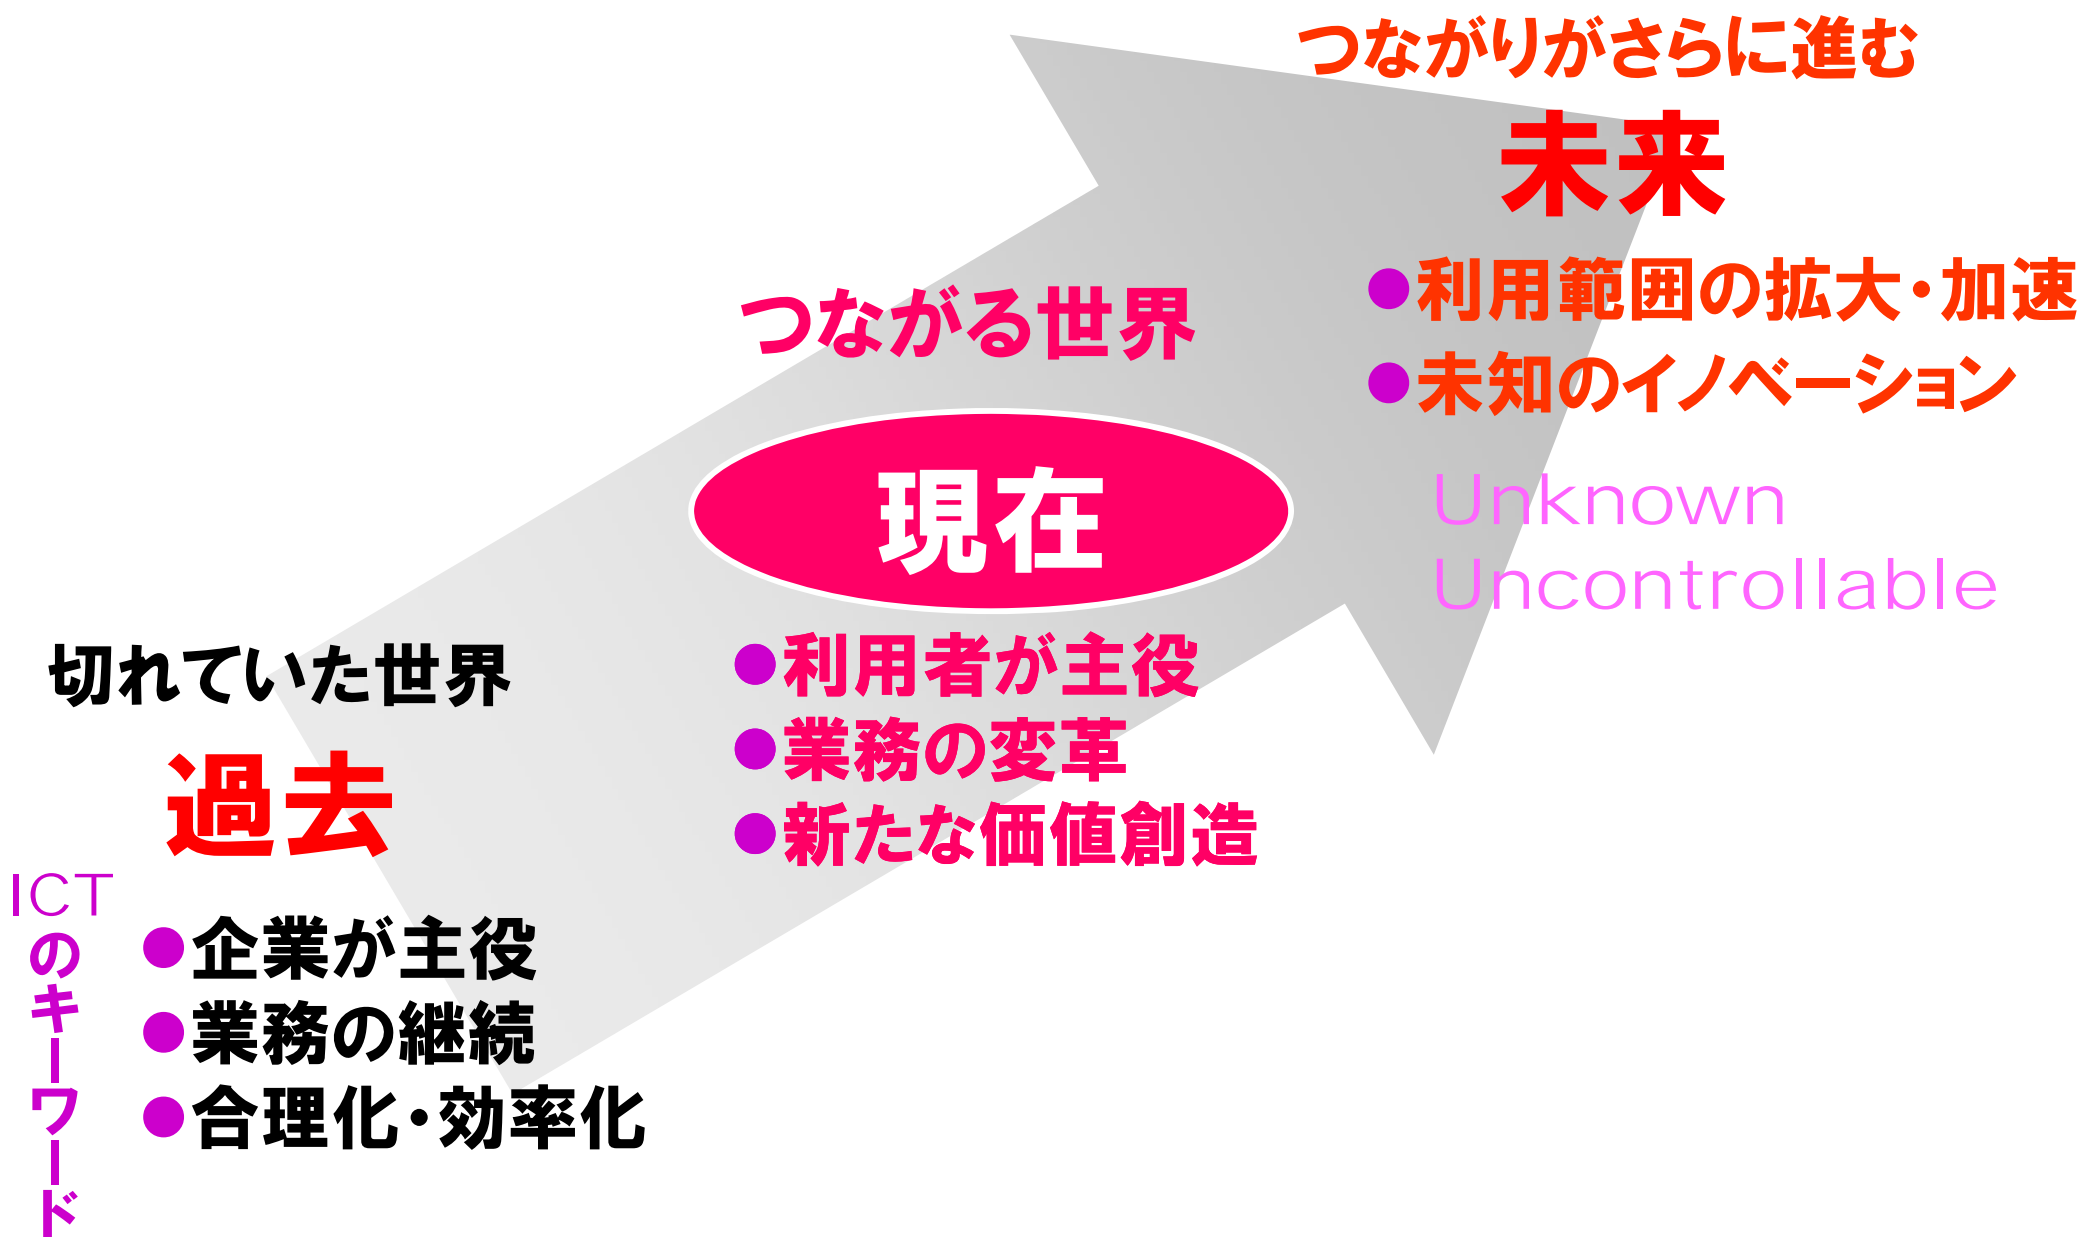 切れていた世界
過去
ICTのキーワード
●企業が主役
●業務の継続
●合理化・効率化
つながる世界
現在
●利用者が主役
●業務の変革
●新たな価値創造
つながりがさらに進む
未来
●利用範囲の拡大・加速
●未知のイノベーション
Unknown
Uncontrollable